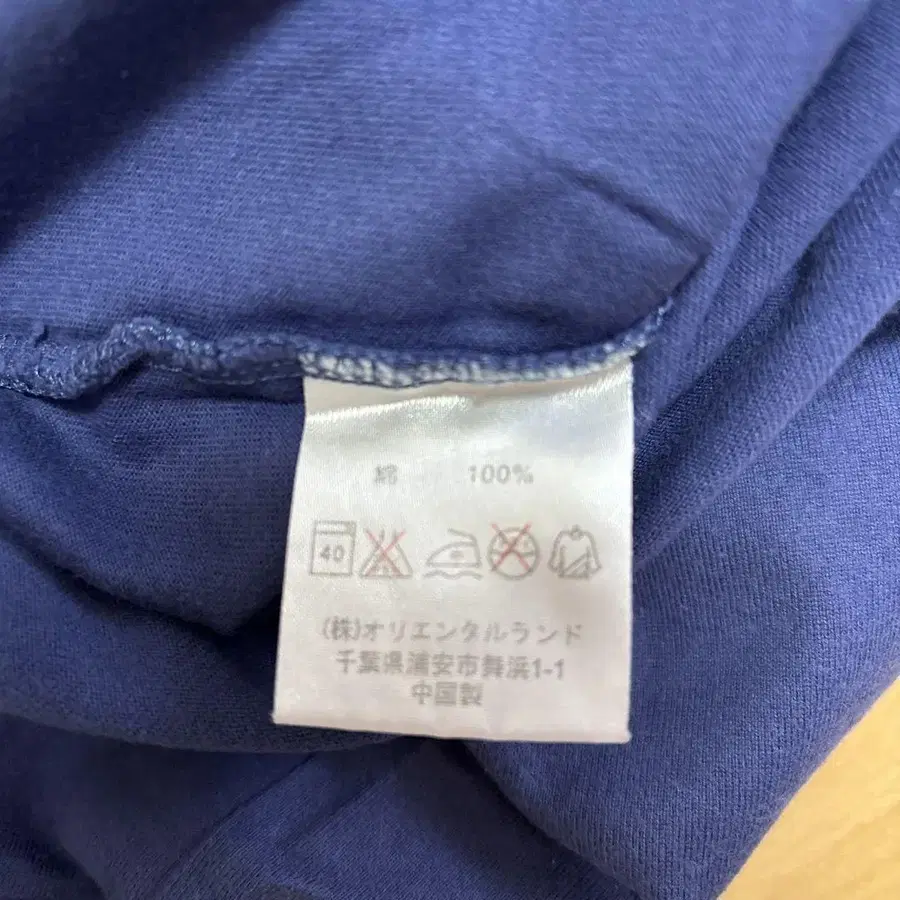 綿 100%
40
(株)オリエンタルランド
千葉県浦安市舞浜1-1
中国製